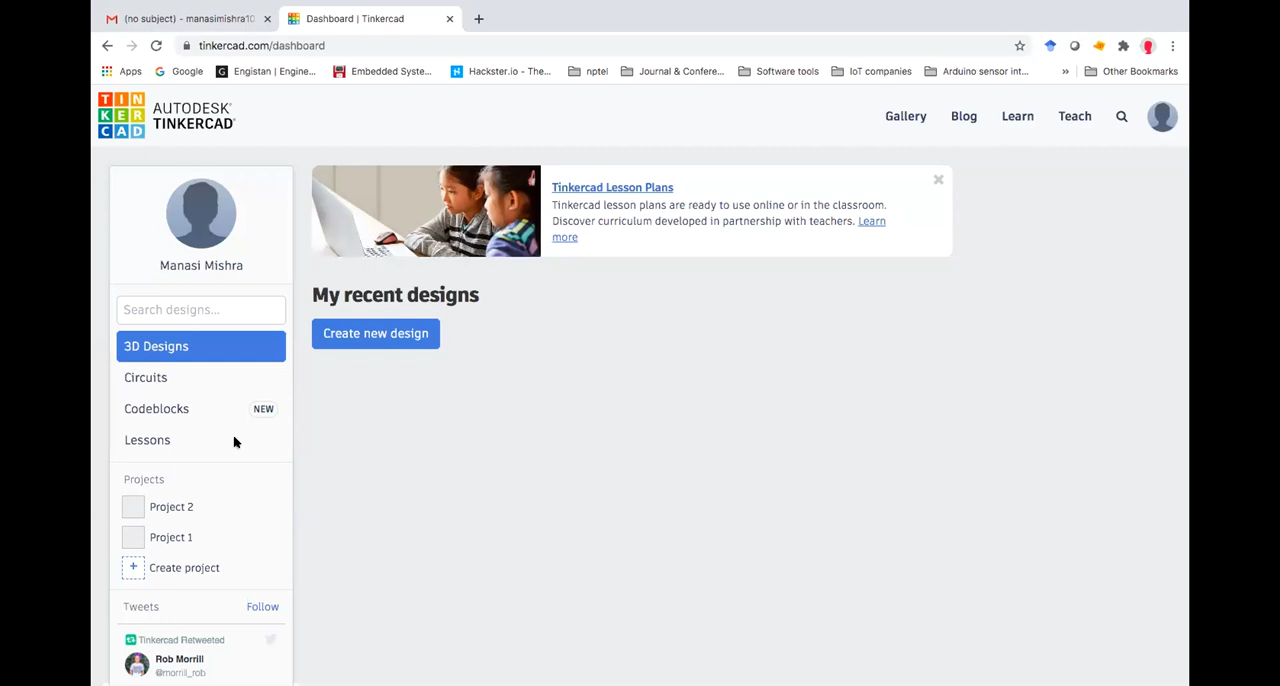 (no subject) - manasimishra10
Dashboard | Tinkercad
tinkercad.com/dashboard
Apps
Google
Engistan | Engine...
Embedded Syste...
Hackster.io - The...
nptel
Journal & Confere...
Software tools
IoT companies
Arduino sensor int...
»
Other Bookmarks
TIN
KER
CAD
AUTODESK®
TINKERCAD®
Gallery
Blog
Learn
Teach
Manasi Mishra
Search designs...
3D Designs
Circuits
Codeblocks
NEW
Lessons
Projects
Project 2
Project 1
+ Create project
Tweets
Follow
Tinkercad Retweeted
Rob Morrill
@morrill_rob
Tinkercad Lesson Plans
Tinkercad lesson plans are ready to use online or in the classroom.
Discover curriculum developed in partnership with teachers. Learn
more
My recent designs
Create new design